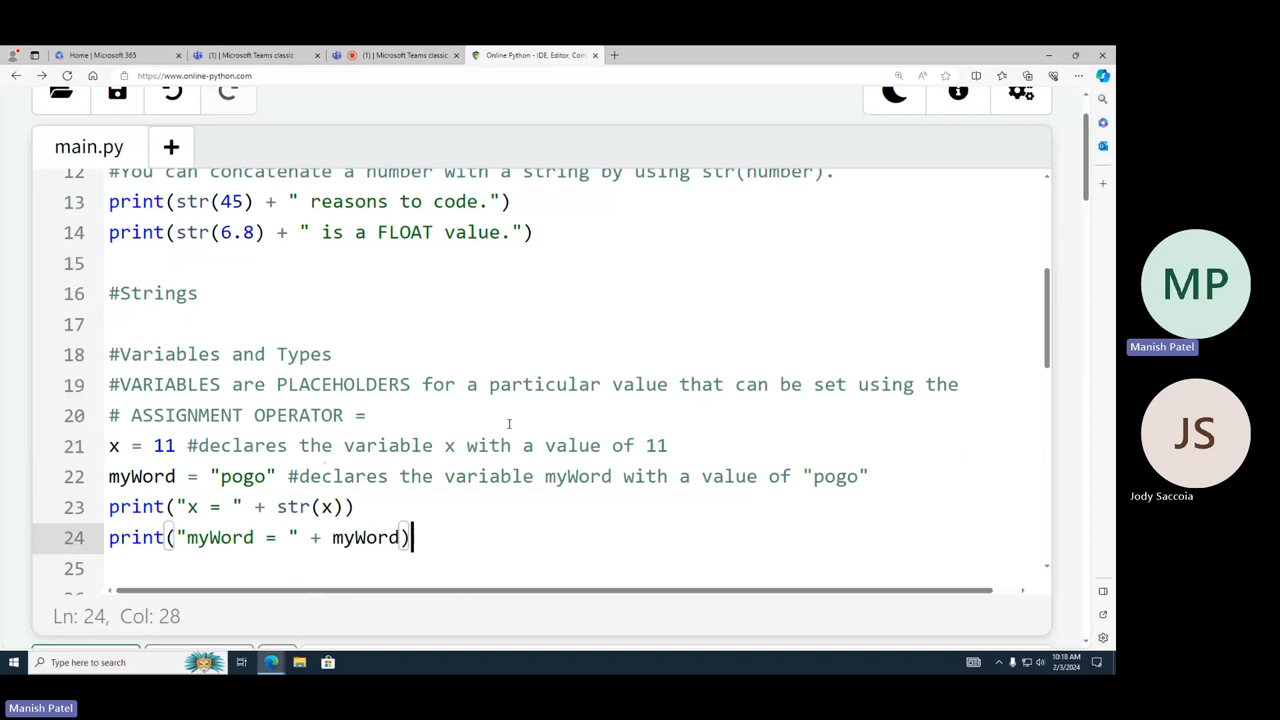 Home | Microsoft 365
(1) | Microsoft Teams classic
(1) | Microsoft Teams classic
Online Python - IDE, Editor, Com
https://www.online-python.com
main.py
12 #You can concatenate a number with a string by using str(number).
13 print(str(45) + " reasons to code.")
14 print(str(6.8) + " is a FLOAT value.")
15
16 #Strings
17
18 #Variables and Types
19 #VARIABLES are PLACEHOLDERS for a particular value that can be set using the
20 # ASSIGNMENT OPERATOR =
21 x = 11 #declares the variable x with a value of 11
22 myWord = "pogo" #declares the variable myWord with a value of "pogo"
23 print("x = " + str(x))
24 print("myWord = " + myWord)
25
Ln: 24, Col: 28
Type here to search
10:18 AM
2/3/2024
MP
Manish Patel
JS
Jody Saccoia
Manish Patel